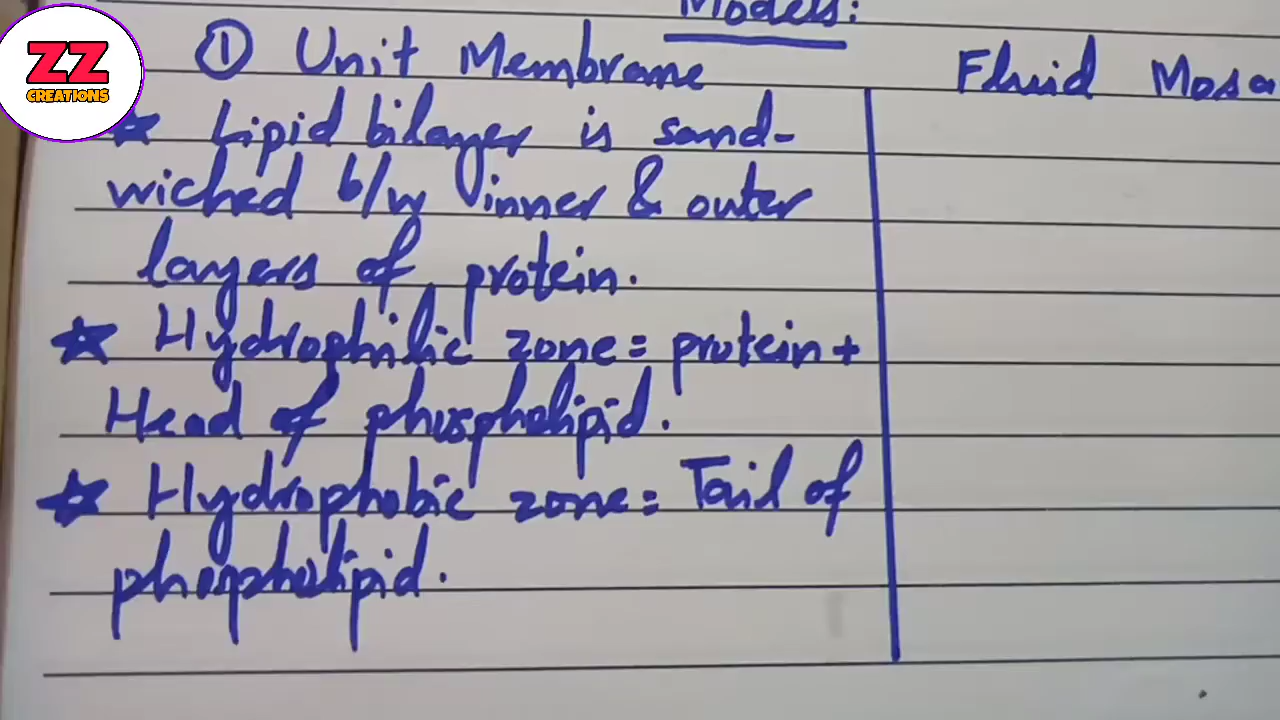 ZZ
CREATIONS
Models:
① Unit Membrane
Fluid Mosa
☆ Lipid bilayer is sand-
wiched b/w inner & outer
layers of protein.
☆ Hydrophilic zone = protein +
Head of phospholipid.
☆ Hydrophobic zone = Tail of
phospholipid.